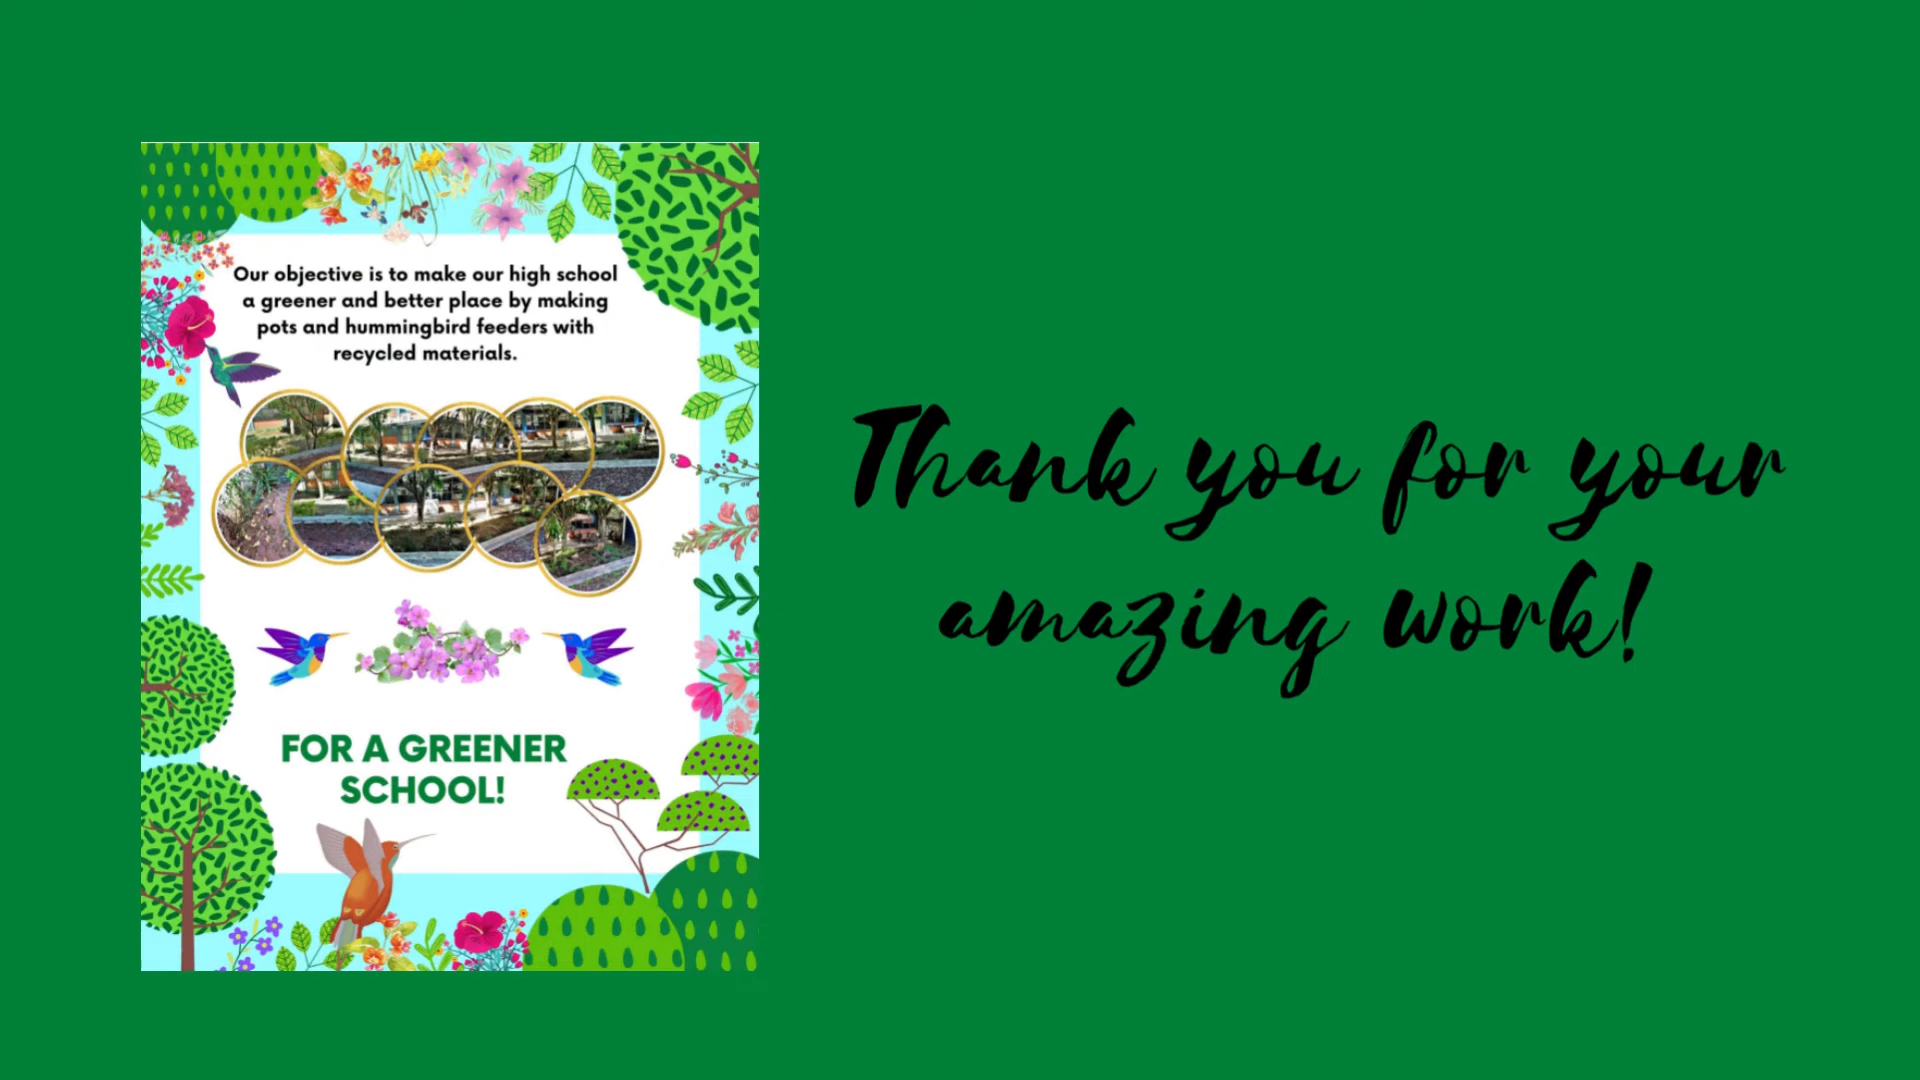 Our objective is to make our high school
a greener and better place by making
pots and hummingbird feeders with
recycled materials.
FOR A GREENER
SCHOOL!
Thank you for your
amazing work!